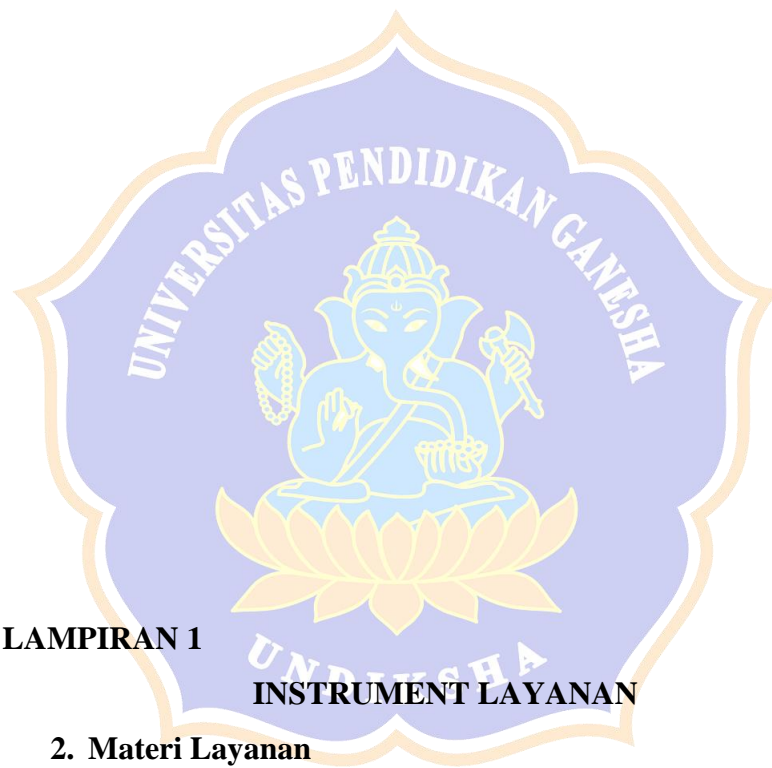 UNIVERSITAS PENDIDIKAN GANESHA
LAMPIRAN 1
UNDIKSHA
INSTRUMENT LAYANAN
2. Materi Layanan